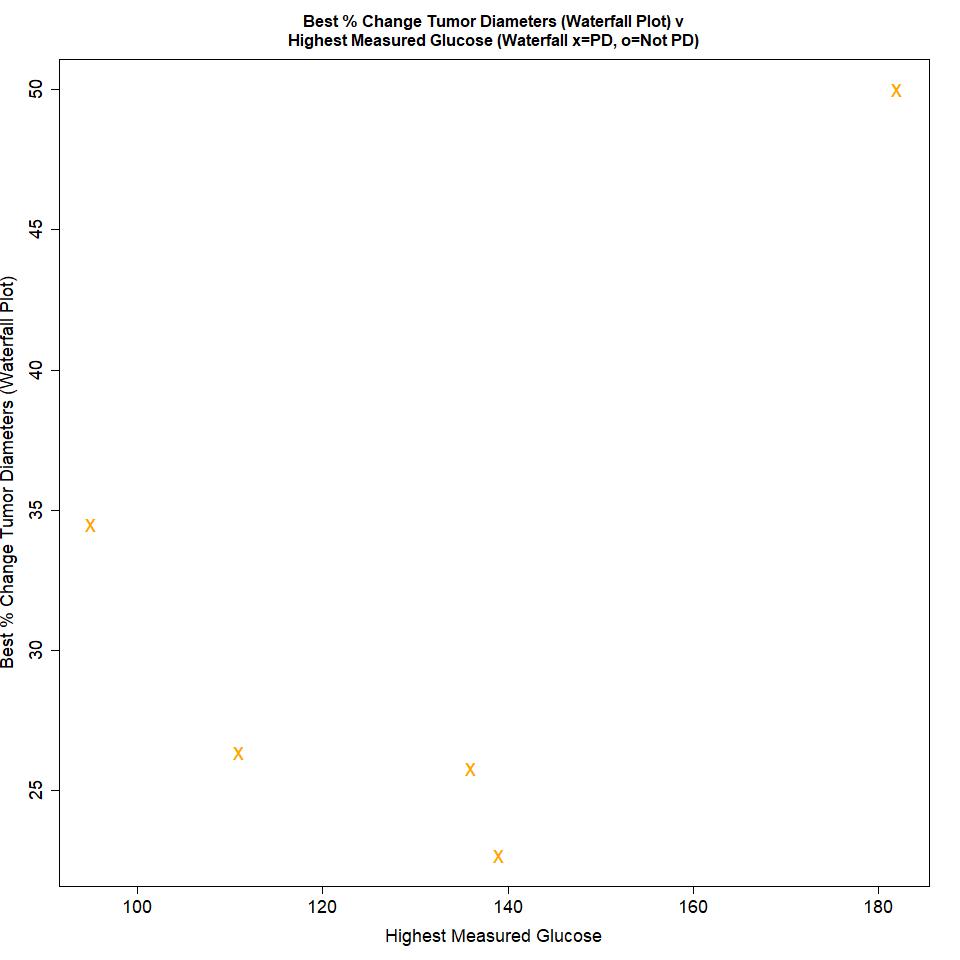 Best % Change Tumor Diameters (Waterfall Plot) v
Highest Measured Glucose (Waterfall x=PD, o=Not PD)
Best % Change Tumor Diameters (Waterfall Plot)
50
45
40
35
30
25
X
X
X
X
X
100 120 140 160 180
Highest Measured Glucose